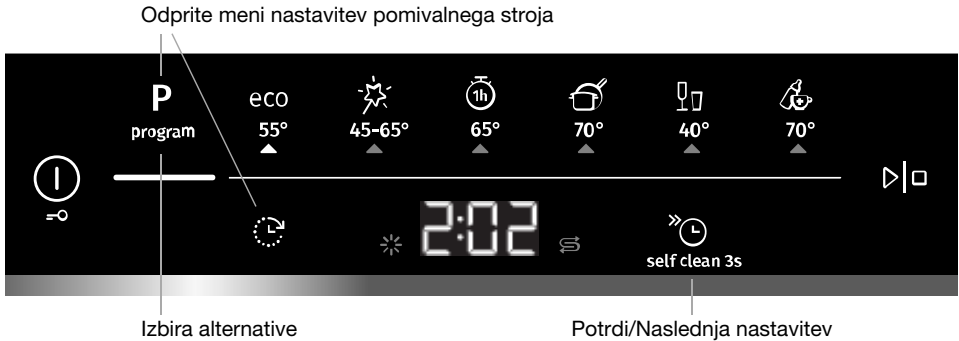 Odprite meni nastavitev pomivalnega stroja
P
program
eco
55°
45-65°
1h
65°
70°
40°
70°
2:02
self clean 3s
Izbira alternative
Potrdi/Naslednja nastavitev